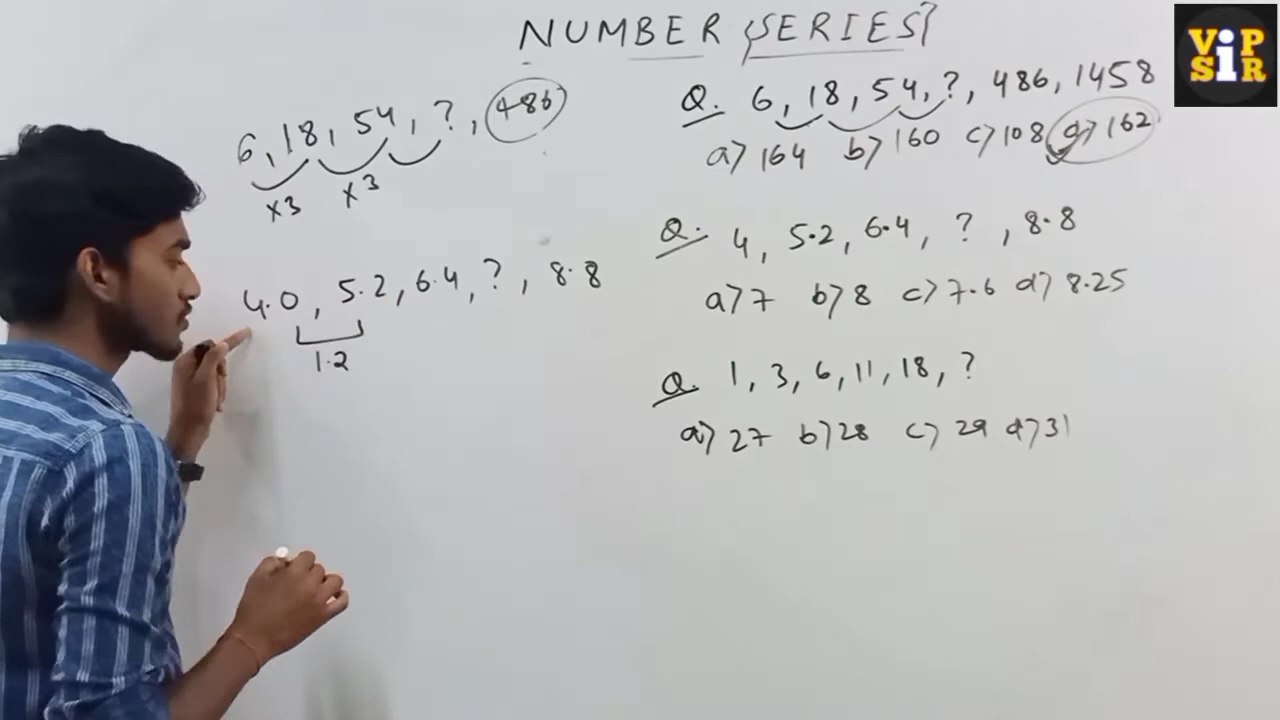 NUMBER SERIES
6, 18, 54, ?, 486
×3 ×3
4.0, 5.2, 6.4, ?, 8.8
1.2
Q. 6, 18, 54, ?, 486, 1458
a) 164 b) 160 c) 108 d) 162
Q. 4, 5.2, 6.4, ?, 8.8
a) 7 b) 8 c) 7.6 d) 8.25
Q. 1, 3, 6, 11, 18, ?
a) 27 b) 28 c) 29 d) 31
ViP
SiR